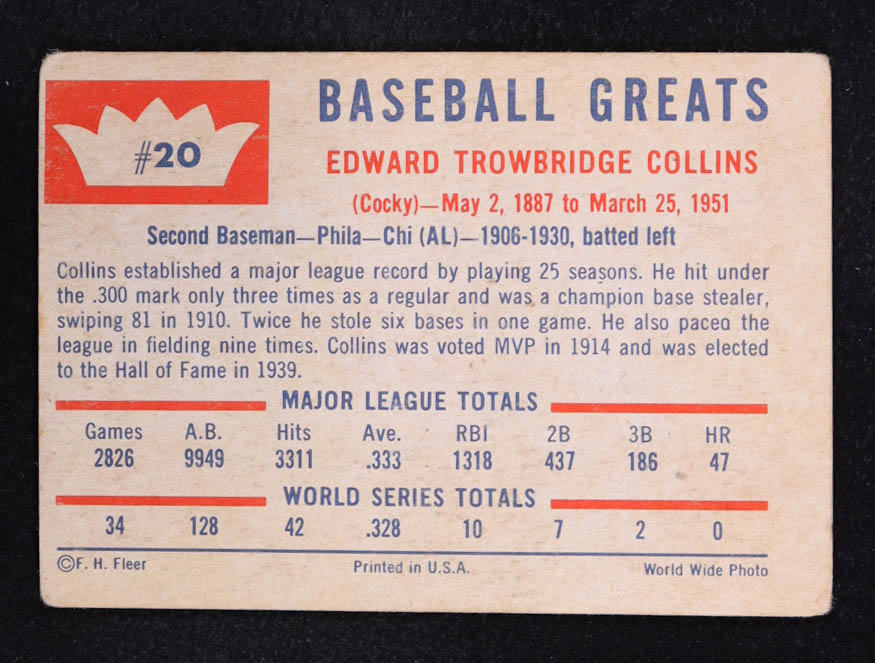 #20
BASEBALL GREATS
EDWARD TROWBRIDGE COLLINS
(Cocky)—May 2, 1887 to March 25, 1951
Second Baseman—Phila—Chi (AL)—1906-1930, batted left
Collins established a major league record by playing 25 seasons. He hit under
the .300 mark only three times as a regular and was a champion base stealer,
swiping 81 in 1910. Twice he stole six bases in one game. He also paced the
league in fielding nine times. Collins was voted MVP in 1914 and was elected
to the Hall of Fame in 1939.
MAJOR LEAGUE TOTALS
Games A.B. Hits Ave. RBI 2B 3B HR
2826 9949 3311 .333 1318 437 186 47
WORLD SERIES TOTALS
34 128 42 .328 10 7 2 0
©F. H. Fleer Printed in U.S.A. World Wide Photo